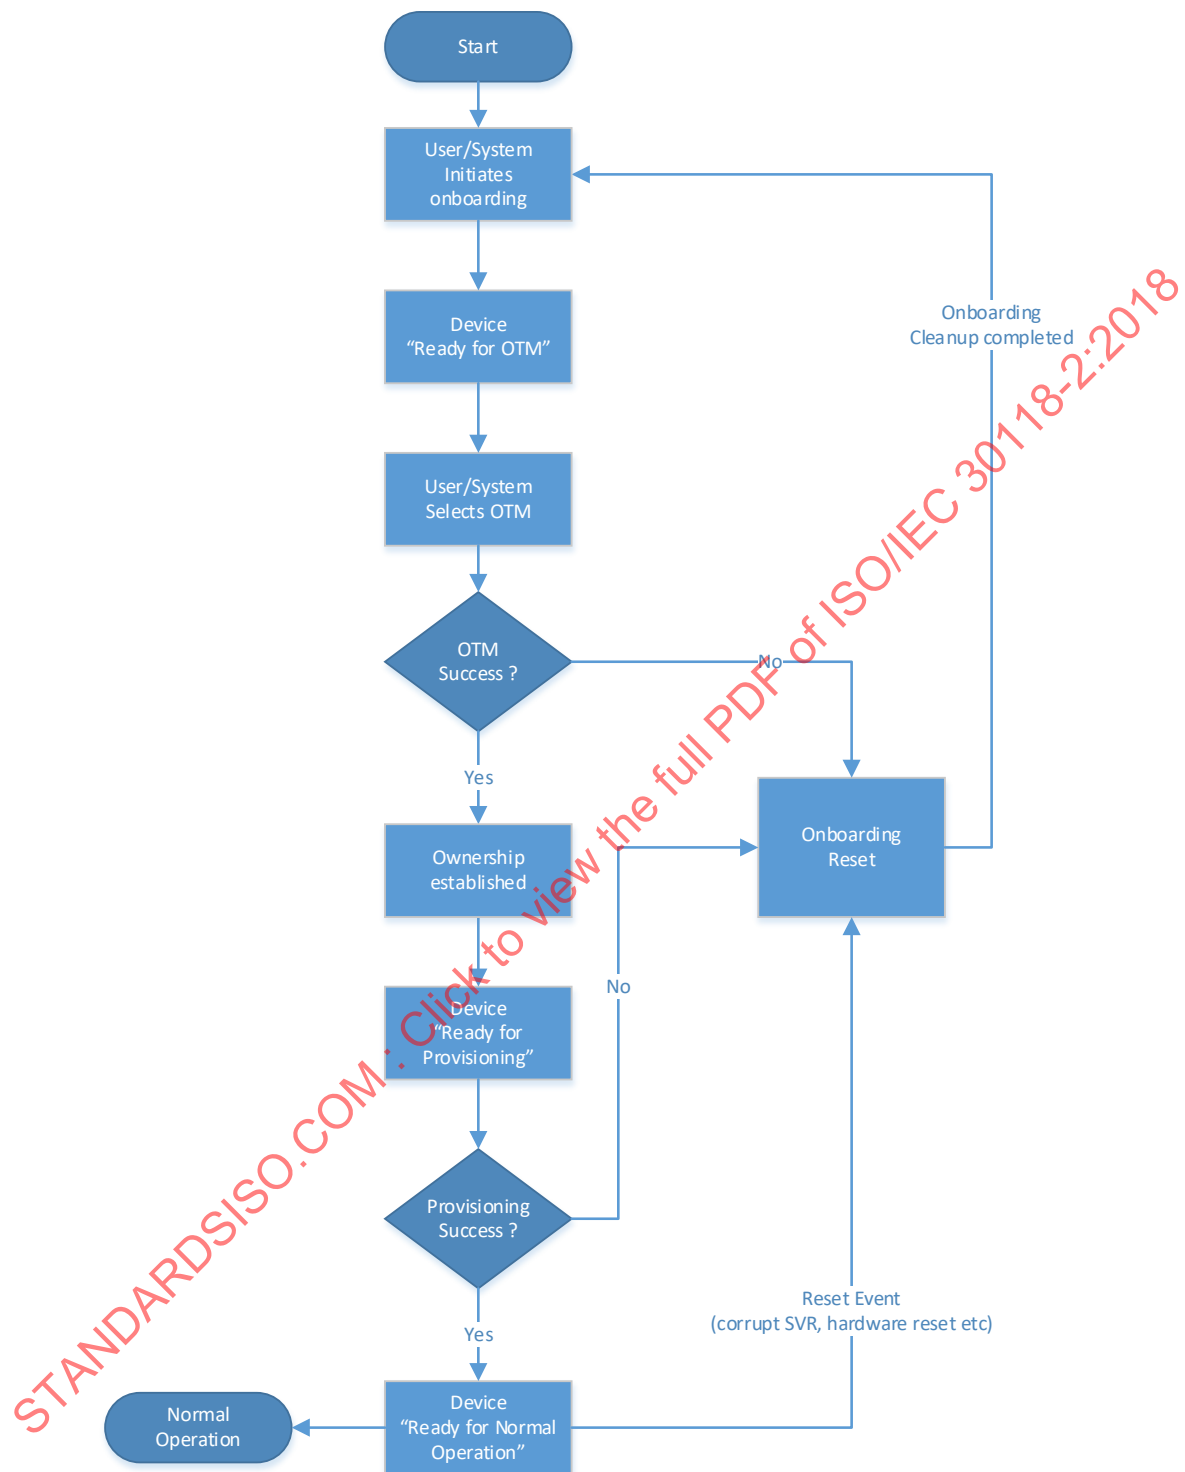 Start
User/System
Initiates
onboarding
Onboarding
Cleanup completed
Device
“Ready for OTM”
User/System
Selects OTM
OTM
Success ?
No
Yes
Onboarding
Reset
Ownership
established
No
Device
“Ready for
Provisioning”
Provisioning
Success ?
Reset Event
(corrupt SVR, hardware reset etc)
Yes
Device
“Ready for Normal
Operation”
Normal
Operation
STANDARDSISO.COM : Click to view the full PDF of ISO/IEC 30118-2:2018